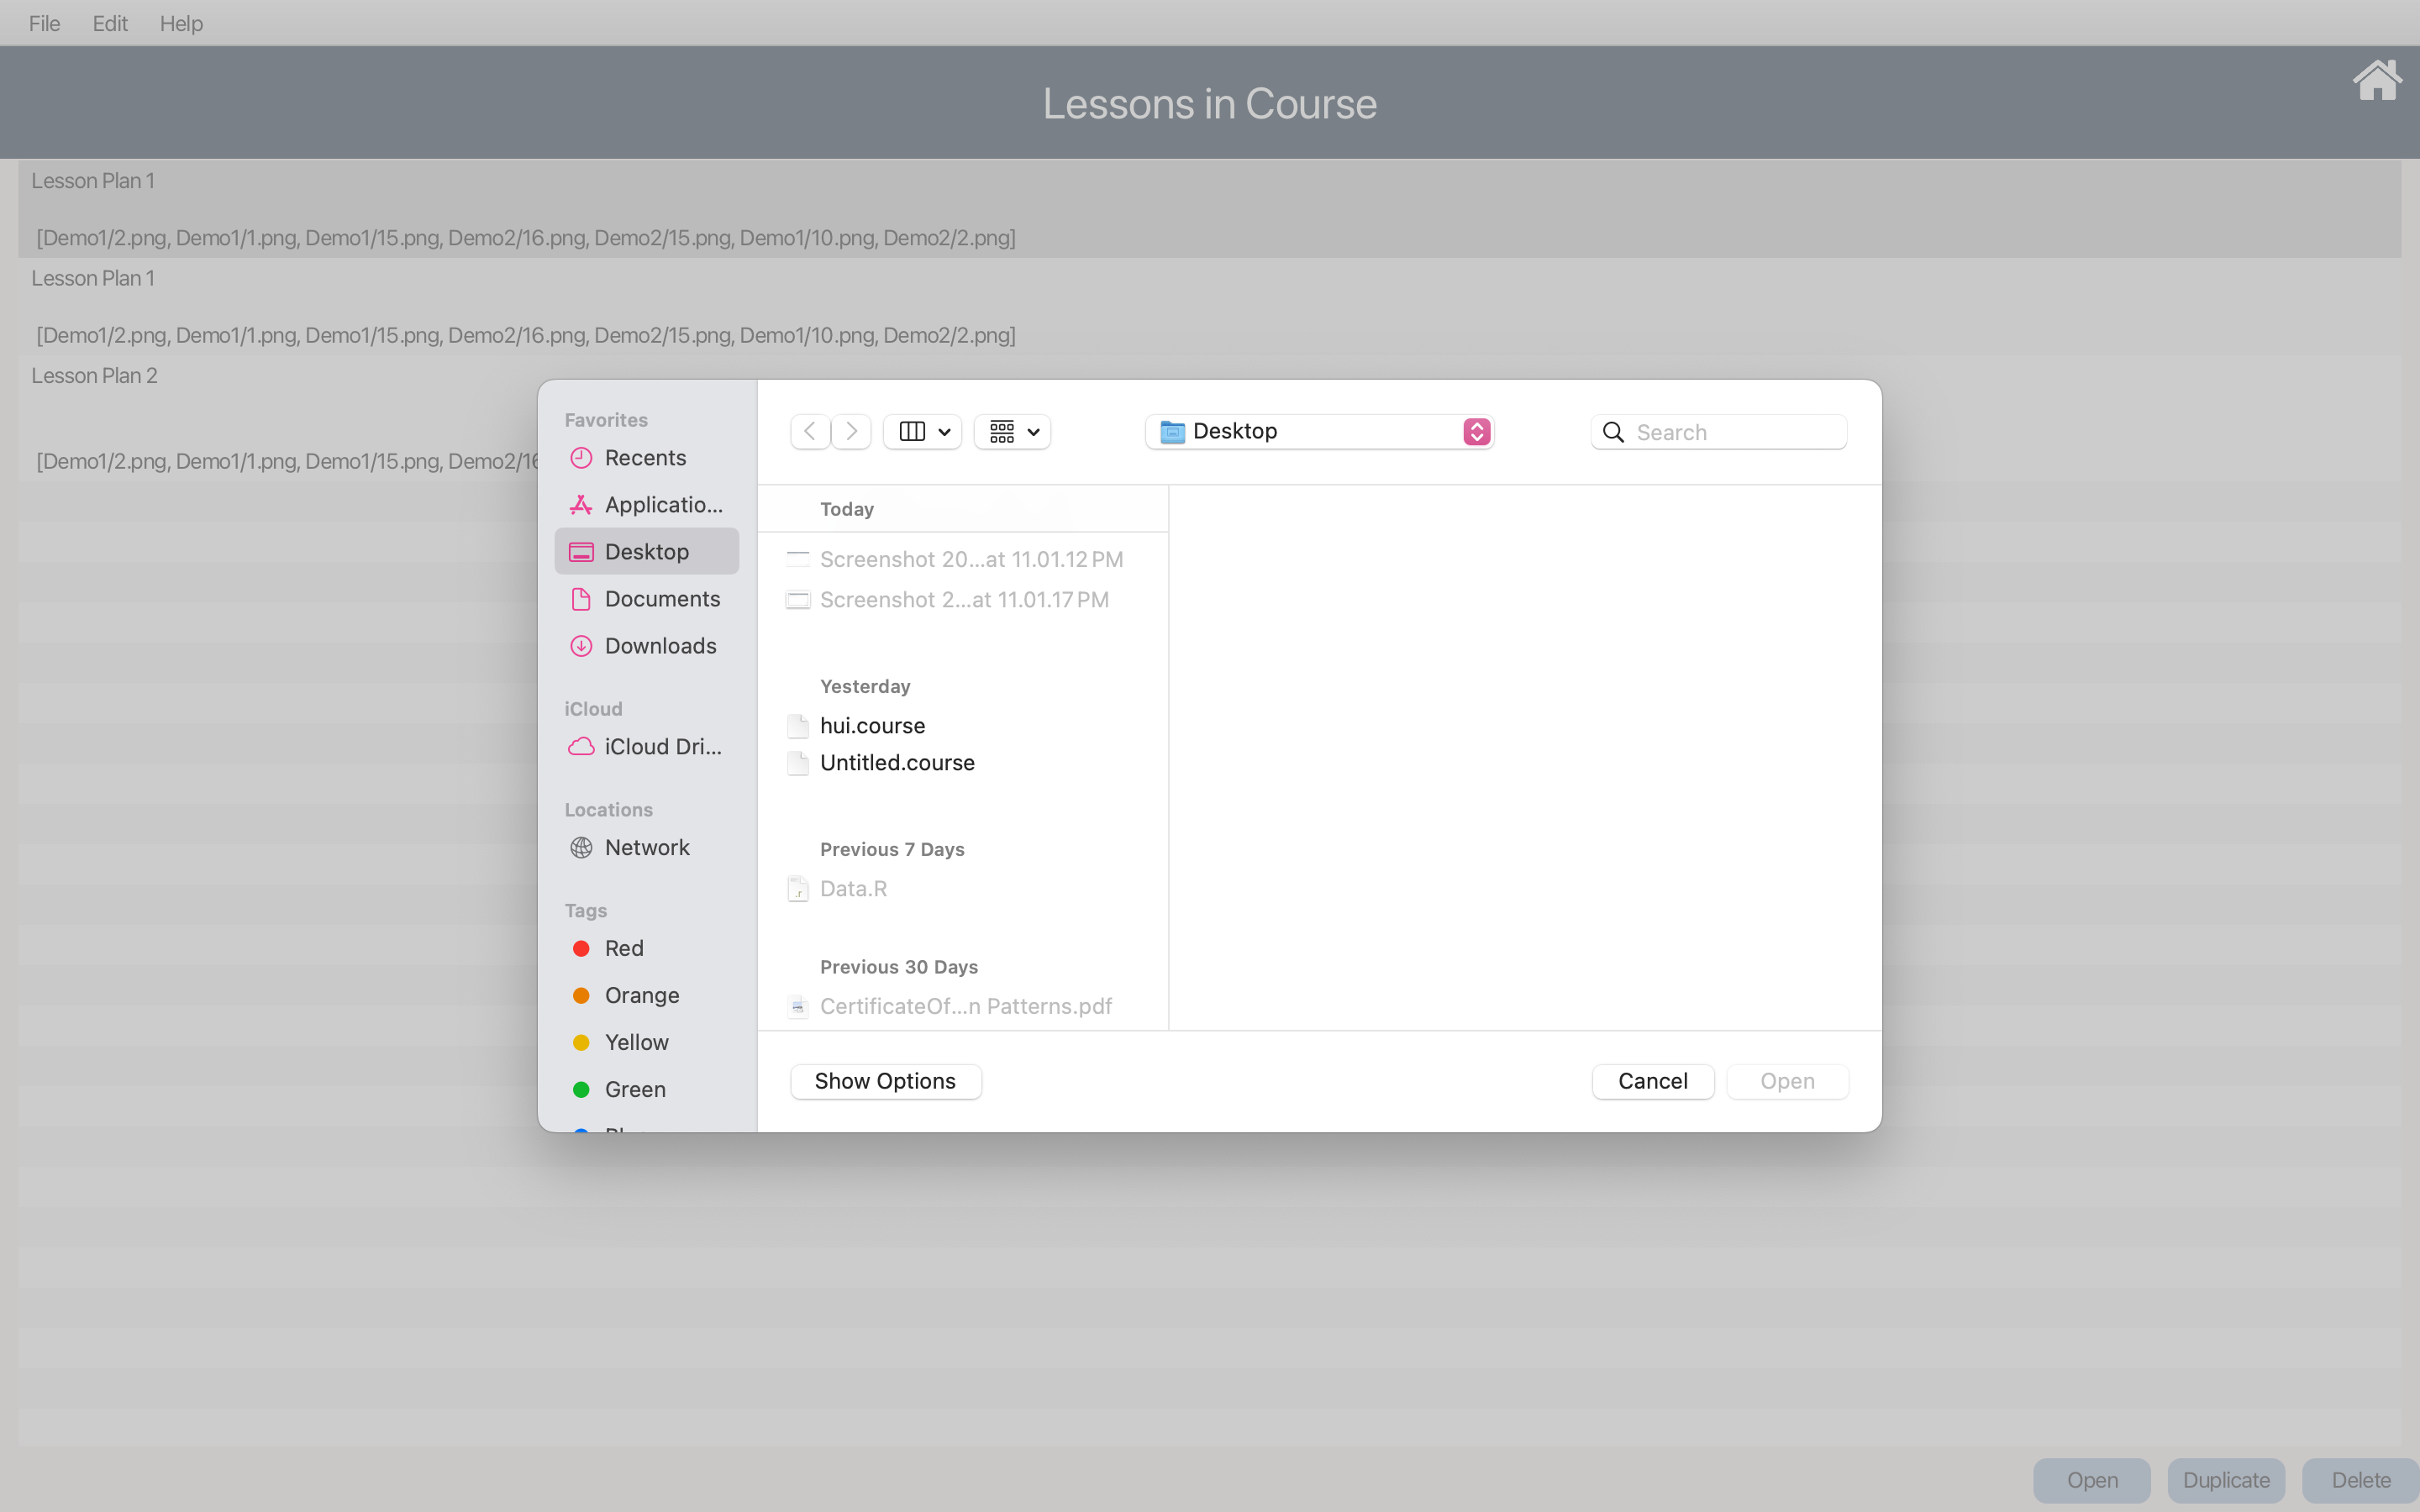 File Edit Help
Lessons in Course
Lesson Plan 1
[Demo1/2.png, Demo1/1.png, Demo1/15.png, Demo2/16.png, Demo2/15.png, Demo1/10.png, Demo2/2.png]
Lesson Plan 1
[Demo1/2.png, Demo1/1.png, Demo1/15.png, Demo2/16.png, Demo2/15.png, Demo1/10.png, Demo2/2.png]
Lesson Plan 2
[Demo1/2.png, Demo1/1.png, Demo1/15.png, Demo2/16
Favorites
Recents
Applicatio...
Desktop
Documents
Downloads
iCloud
iCloud Dri...
Locations
Network
Tags
Red
Orange
Yellow
Green
Desktop
Search
Today
Screenshot 20...at 11.01.12 PM
Screenshot 2...at 11.01.17 PM
Yesterday
hui.course
Untitled.course
Previous 7 Days
Data.R
Previous 30 Days
CertificateOf...n Patterns.pdf
Show Options
Cancel Open
Open Duplicate Delete